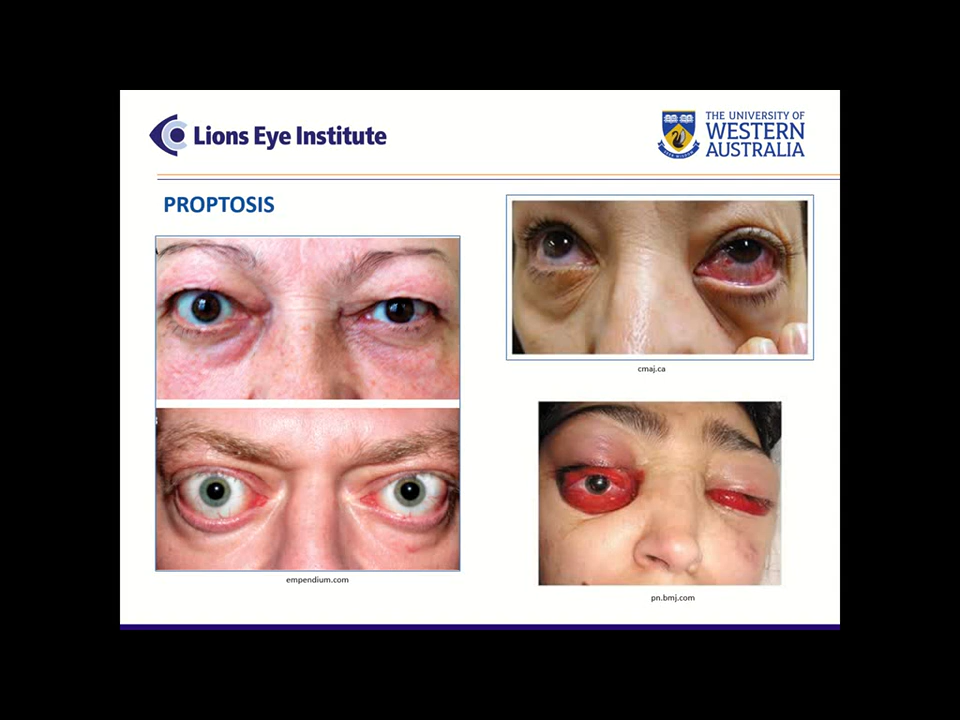 Lions Eye Institute
THE UNIVERSITY OF
WESTERN
AUSTRALIA
PROPTOSIS
cmaj.ca
empendium.com
pn.bmj.com